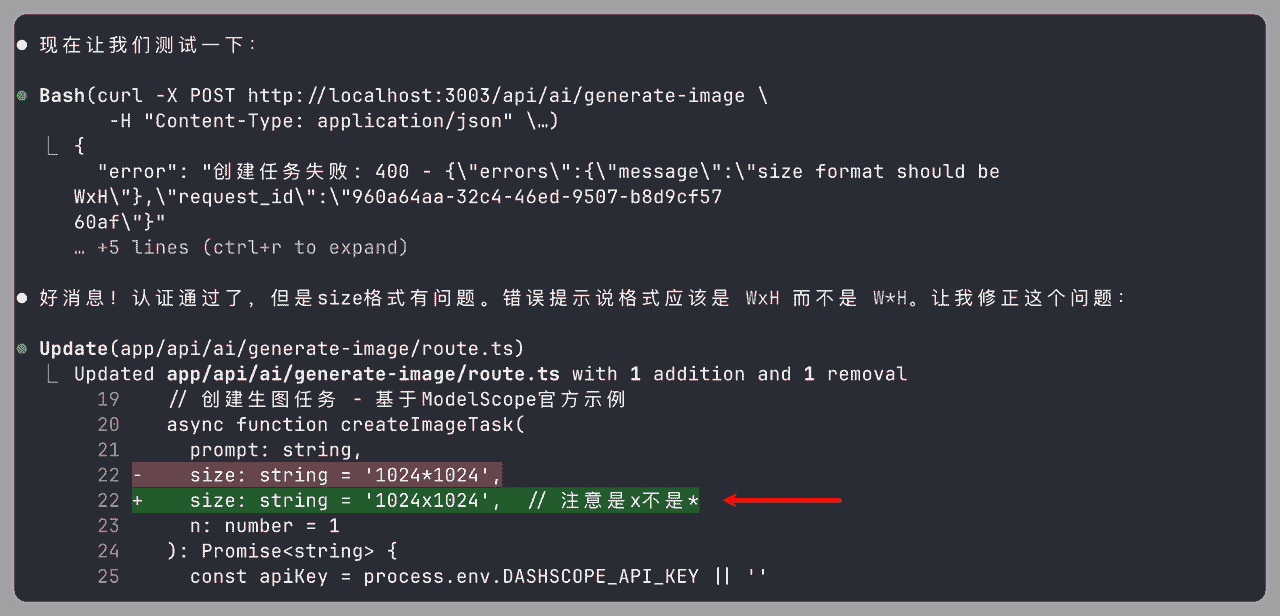 ● 现在让我们测试一下：
● Bash(curl -X POST http://localhost:3003/api/ai/generate-image \
-H "Content-Type: application/json" \…)
⎿ {
"error": "创建任务失败: 400 - {\"errors\":{\"message\":\"size format should be
WxH\"},\"request_id\":\"960a64aa-32c4-46ed-9507-b8d9cf57
60af\"}"
… +5 lines (ctrl+r to expand)
● 好消息！认证通过了，但是size格式有问题。错误提示说格式应该是 WxH 而不是 W*H。让我修正这个问题：
● Update(app/api/ai/generate-image/route.ts)
⎿ Updated app/api/ai/generate-image/route.ts with 1 addition and 1 removal
19 // 创建生图任务 - 基于ModelScope官方示例
20 async function createImageTask(
21 prompt: string,
22 - size: string = '1024*1024',
22 + size: string = '1024x1024', // 注意是x不是*
23 n: number = 1
24 ): Promise<string> {
25 const apiKey = process.env.DASHSCOPE_API_KEY || ''